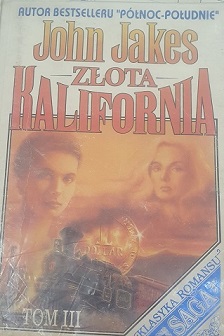 AUTOR BESTSELLERU "PÓŁNOC-POŁUDNIE"
John Jakes
ZŁOTA
KALIFORNIA
TOM III
KLASYKA ROMANSU
SAGA